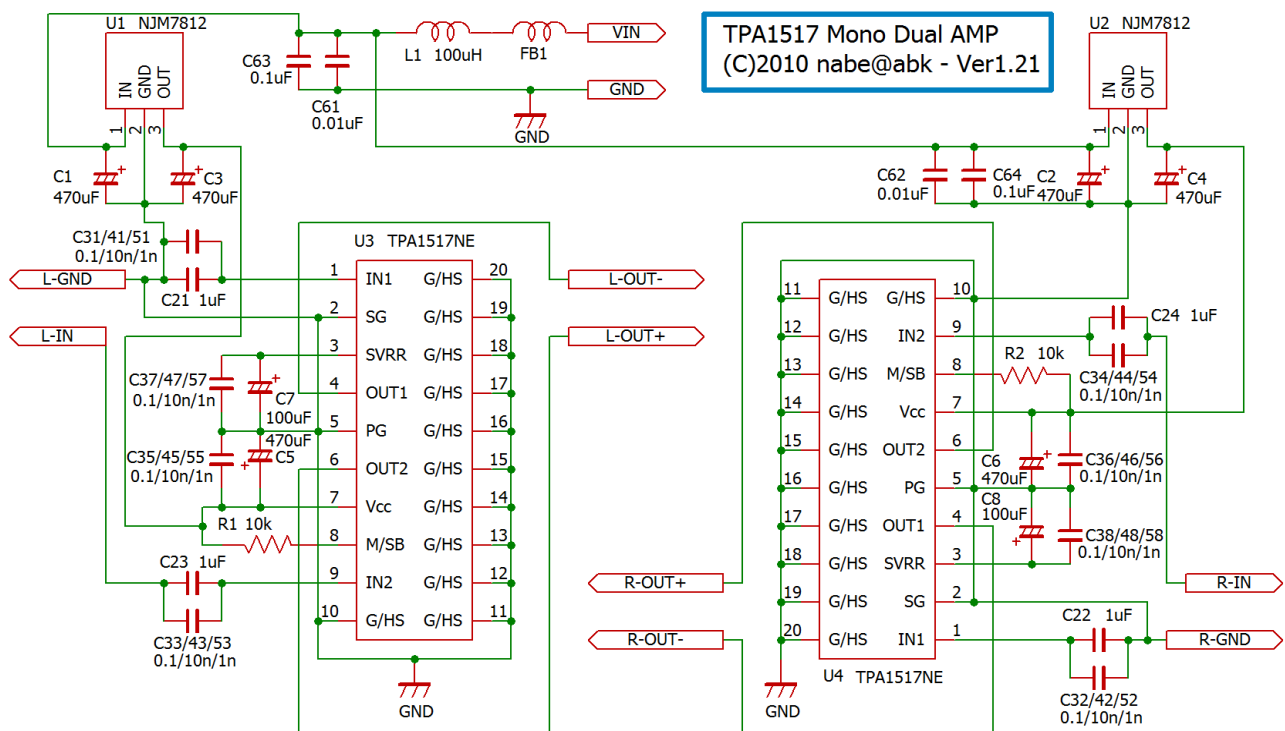 U1 NJM7812
IN
GND
OUT
1
2
3
C1
470uF
C3
470uF
C63
0.1uF
C61
0.01uF
L1 100uH
FB1
VIN
GND
GND
TPA1517 Mono Dual AMP
(C)2010 nabe@abk - Ver1.21
U2 NJM7812
IN
GND
OUT
1
2
3
C62
0.01uF
C64
0.1uF
C2
470uF
C4
470uF
C31/41/51
0.1/10n/1n
L-GND
C21 1uF
L-IN
C37/47/57
0.1/10n/1n
C7
100uF
470uF
C5
C35/45/55
0.1/10n/1n
R1 10k
C23 1uF
C33/43/53
0.1/10n/1n
U3 TPA1517NE
1 IN1 G/HS 20
2 SG G/HS 19
3 SVRR G/HS 18
4 OUT1 G/HS 17
5 PG G/HS 16
6 OUT2 G/HS 15
7 Vcc G/HS 14
8 M/SB G/HS 13
9 IN2 G/HS 12
10 G/HS G/HS 11
GND
L-OUT-
L-OUT+
R-OUT+
R-OUT-
11 G/HS G/HS 10
12 G/HS IN2 9
13 G/HS M/SB 8
14 G/HS Vcc 7
15 G/HS OUT2 6
16 G/HS PG 5
17 G/HS OUT1 4
18 G/HS SVRR 3
19 G/HS SG 2
20 G/HS IN1 1
U4 TPA1517NE
GND
C24 1uF
R2 10k
C34/44/54
0.1/10n/1n
C6
470uF
C36/46/56
0.1/10n/1n
C8
100uF
C38/48/58
0.1/10n/1n
R-IN
C22 1uF
R-GND
C32/42/52
0.1/10n/1n